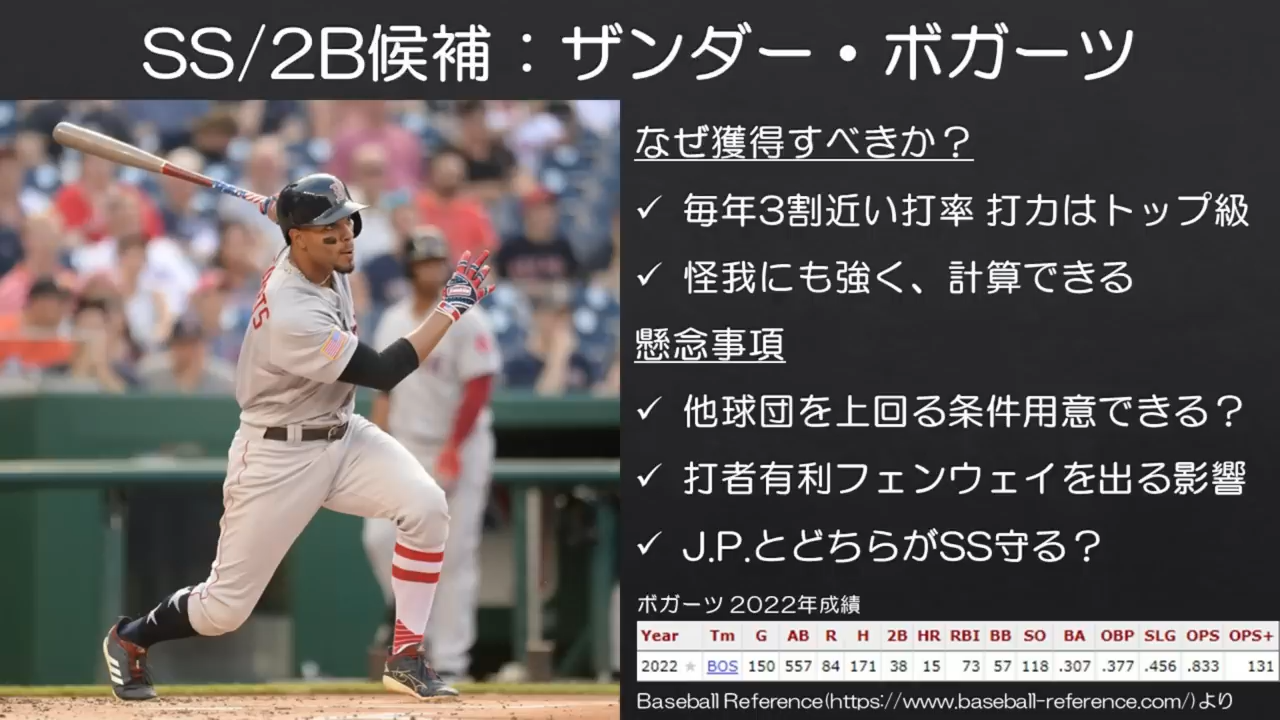 SS/2B候補：ザンダー・ボガーツ
なぜ獲得すべきか？
✓ 毎年3割近い打率 打力はトップ級
✓ 怪我にも強く、計算できる
懸念事項
✓ 他球団を上回る条件用意できる？
✓ 打者有利フェンウェイを出る影響
✓ J.P.とどちらがSS守る？
ボガーツ 2022年成績
Year Tm G AB R H 2B HR RBI BB SO BA OBP SLG OPS OPS+
2022 ★ BOS 150 557 84 171 38 15 73 57 118 .307 .377 .456 .833 131
Baseball Reference(https://www.baseball-reference.com/)より